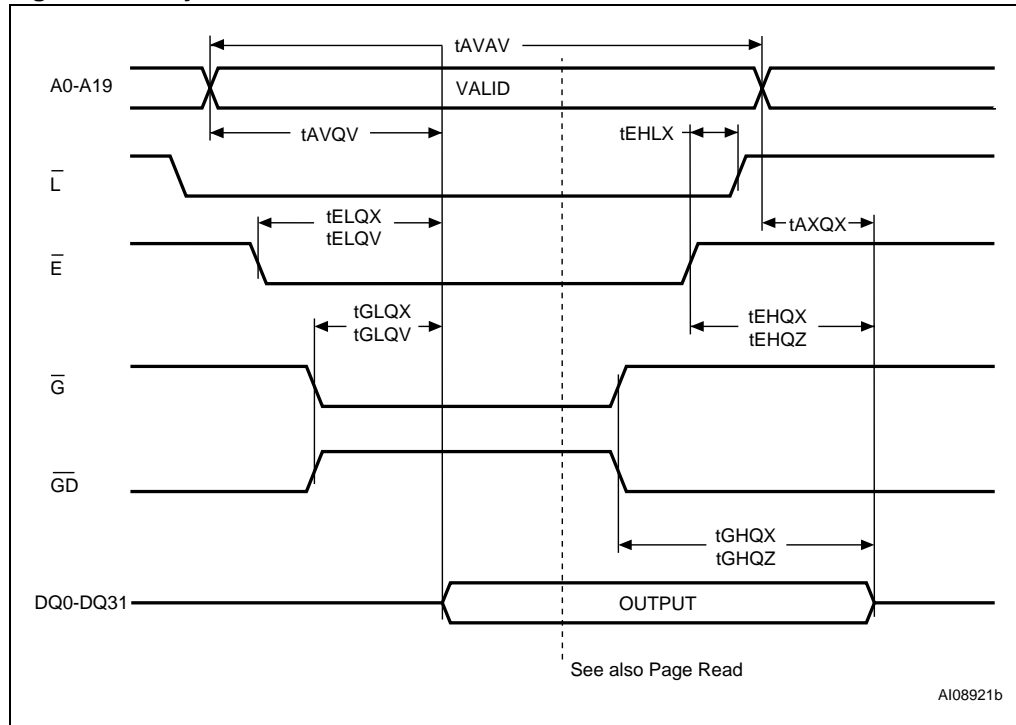 tAVAV
A0-A19
VALID
tAVQV
tEHLX
L̅
tELQX
tELQV
tAXQX
E̅
tGLQX
tGLQV
tEHQX
tEHQZ
G̅
G̅D̅
tGHQX
tGHQZ
DQ0-DQ31
OUTPUT
See also Page Read
AI08921b